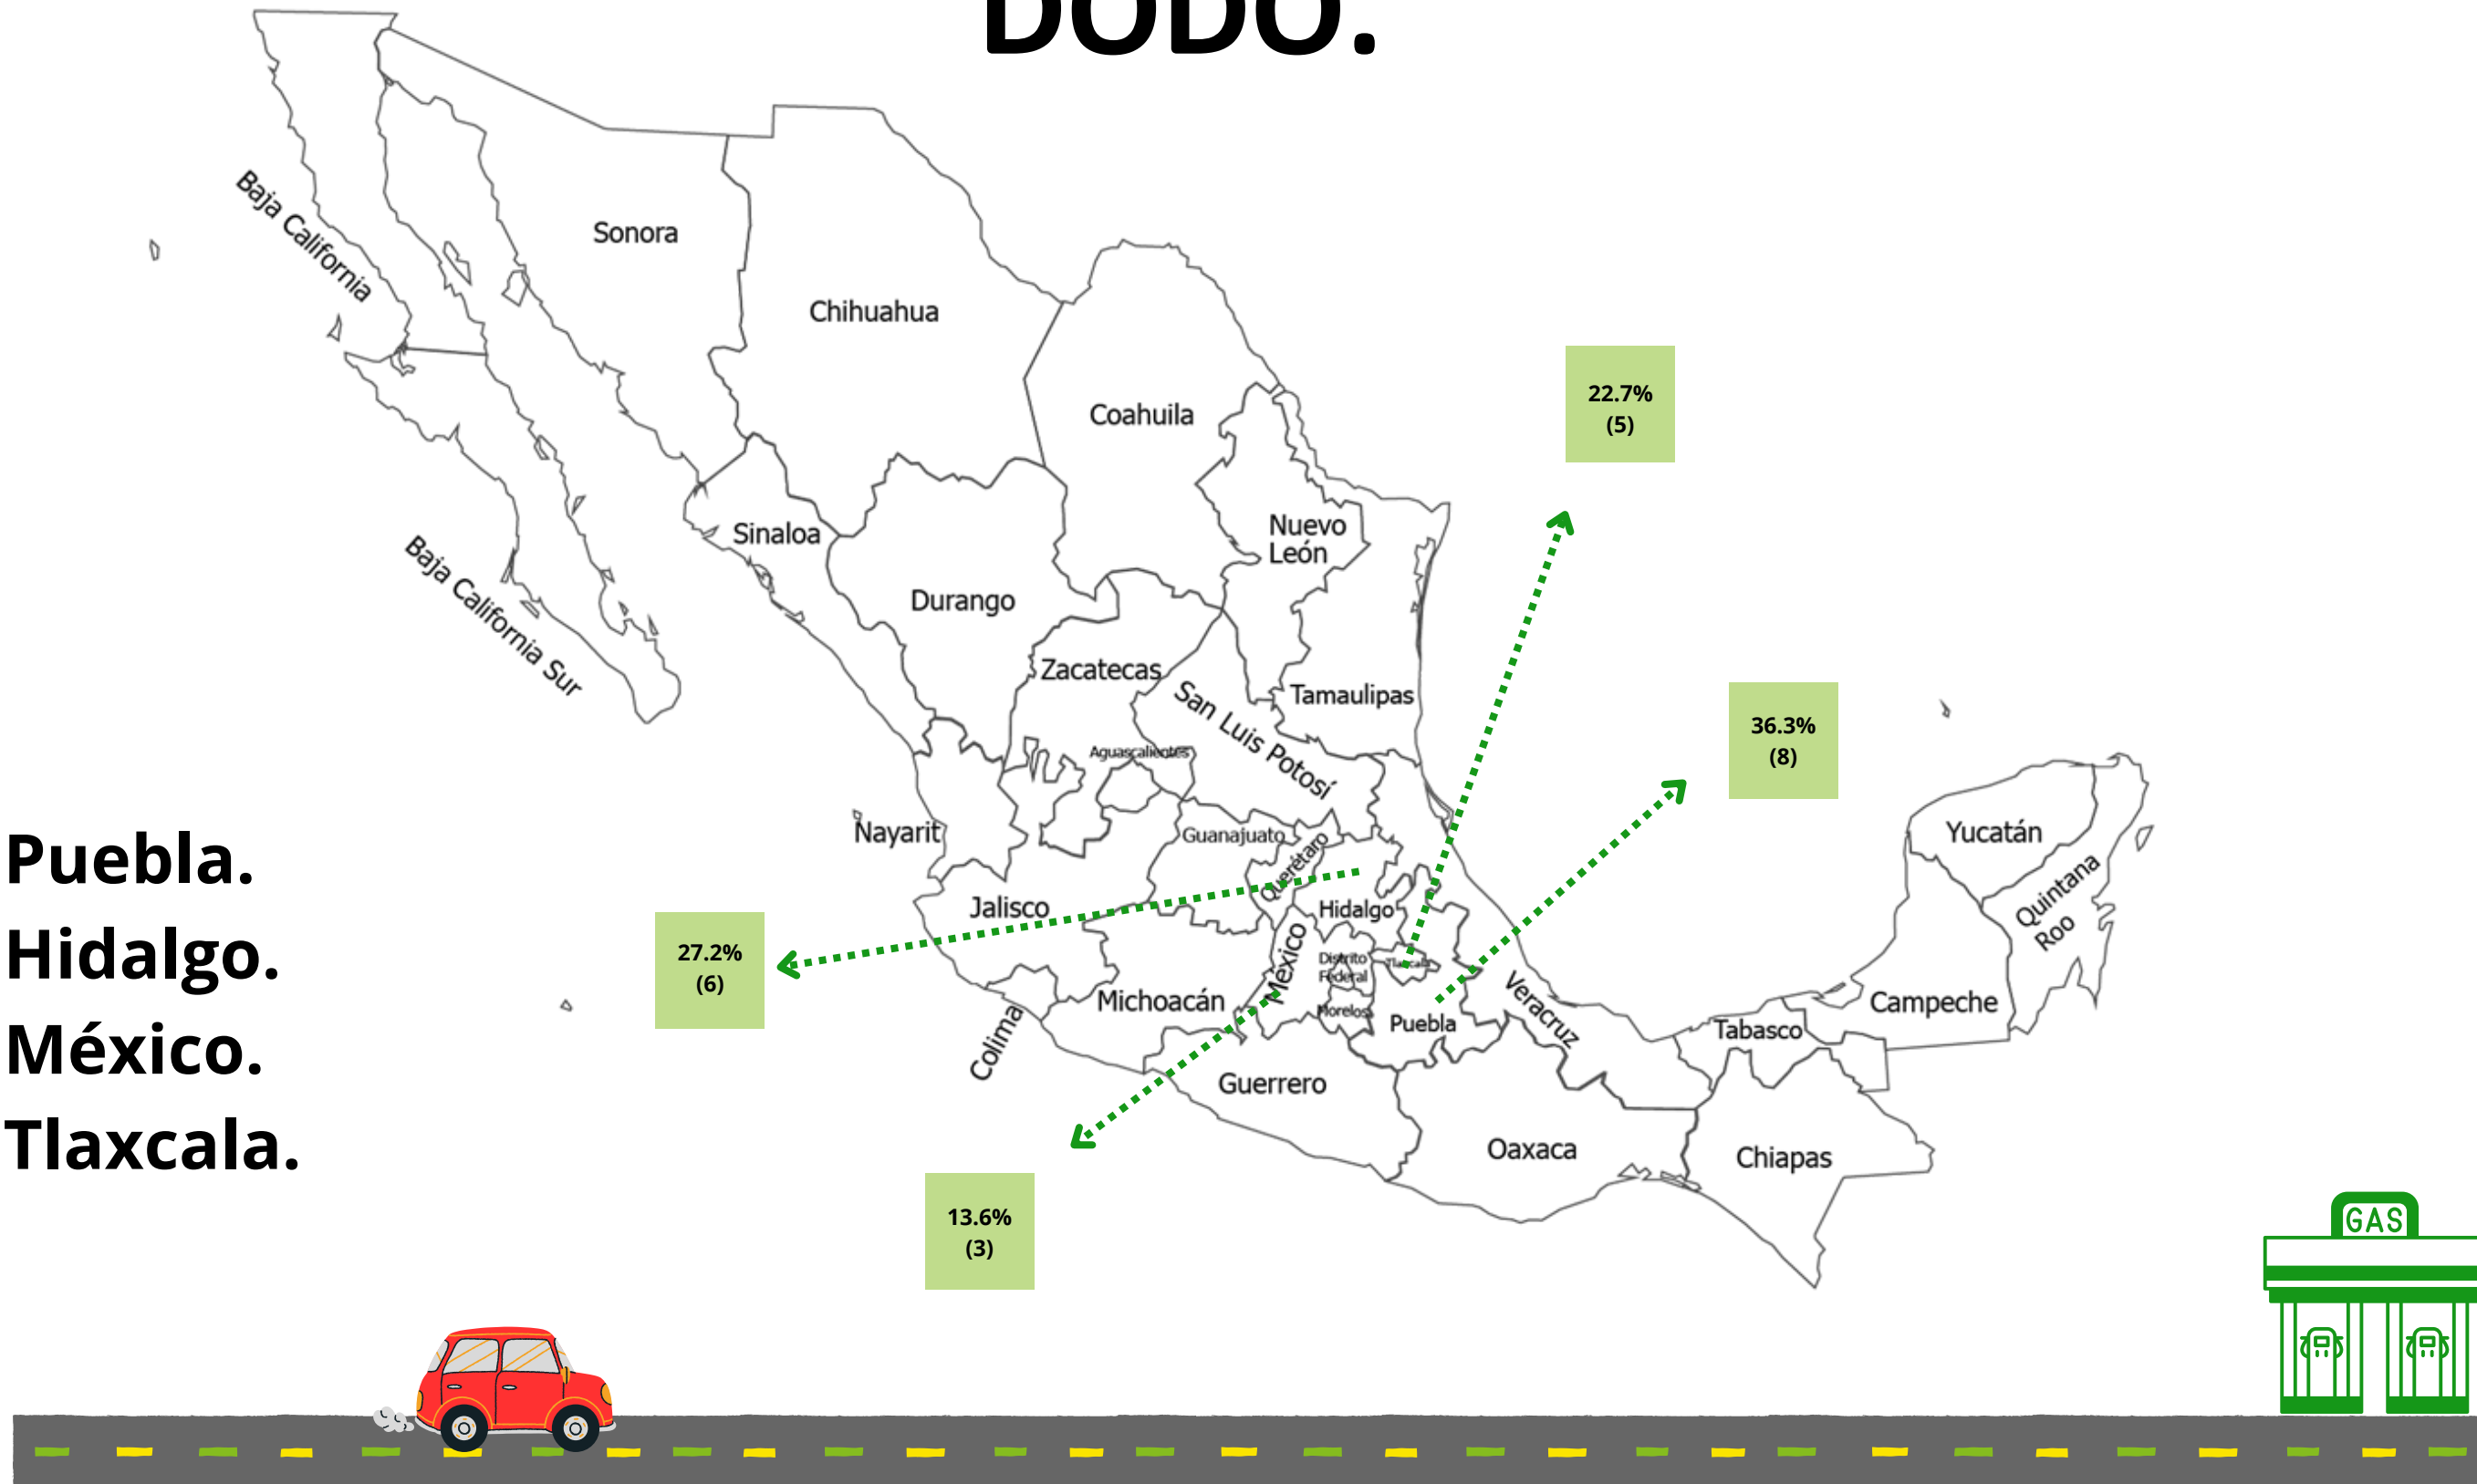 DODO.
Baja California
Sonora
Chihuahua
Coahuila
22.7%
(5)
Nuevo
León
Sinaloa
Baja California Sur
Durango
Zacatecas
San Luis Potosí
Tamaulipas
36.3%
(8)
Aguascalientes
Puebla.
Hidalgo.
México.
Tlaxcala.
Nayarit
Guanajuato
Querétaro
Yucatán
Quintana
Roo
Jalisco
Hidalgo
27.2%
(6)
México
Distrito
Federal
Tlaxcala
Michoacán
Colima
Morelos
Puebla
Veracruz
Tabasco
Campeche
Guerrero
Oaxaca
Chiapas
13.6%
(3)
GAS